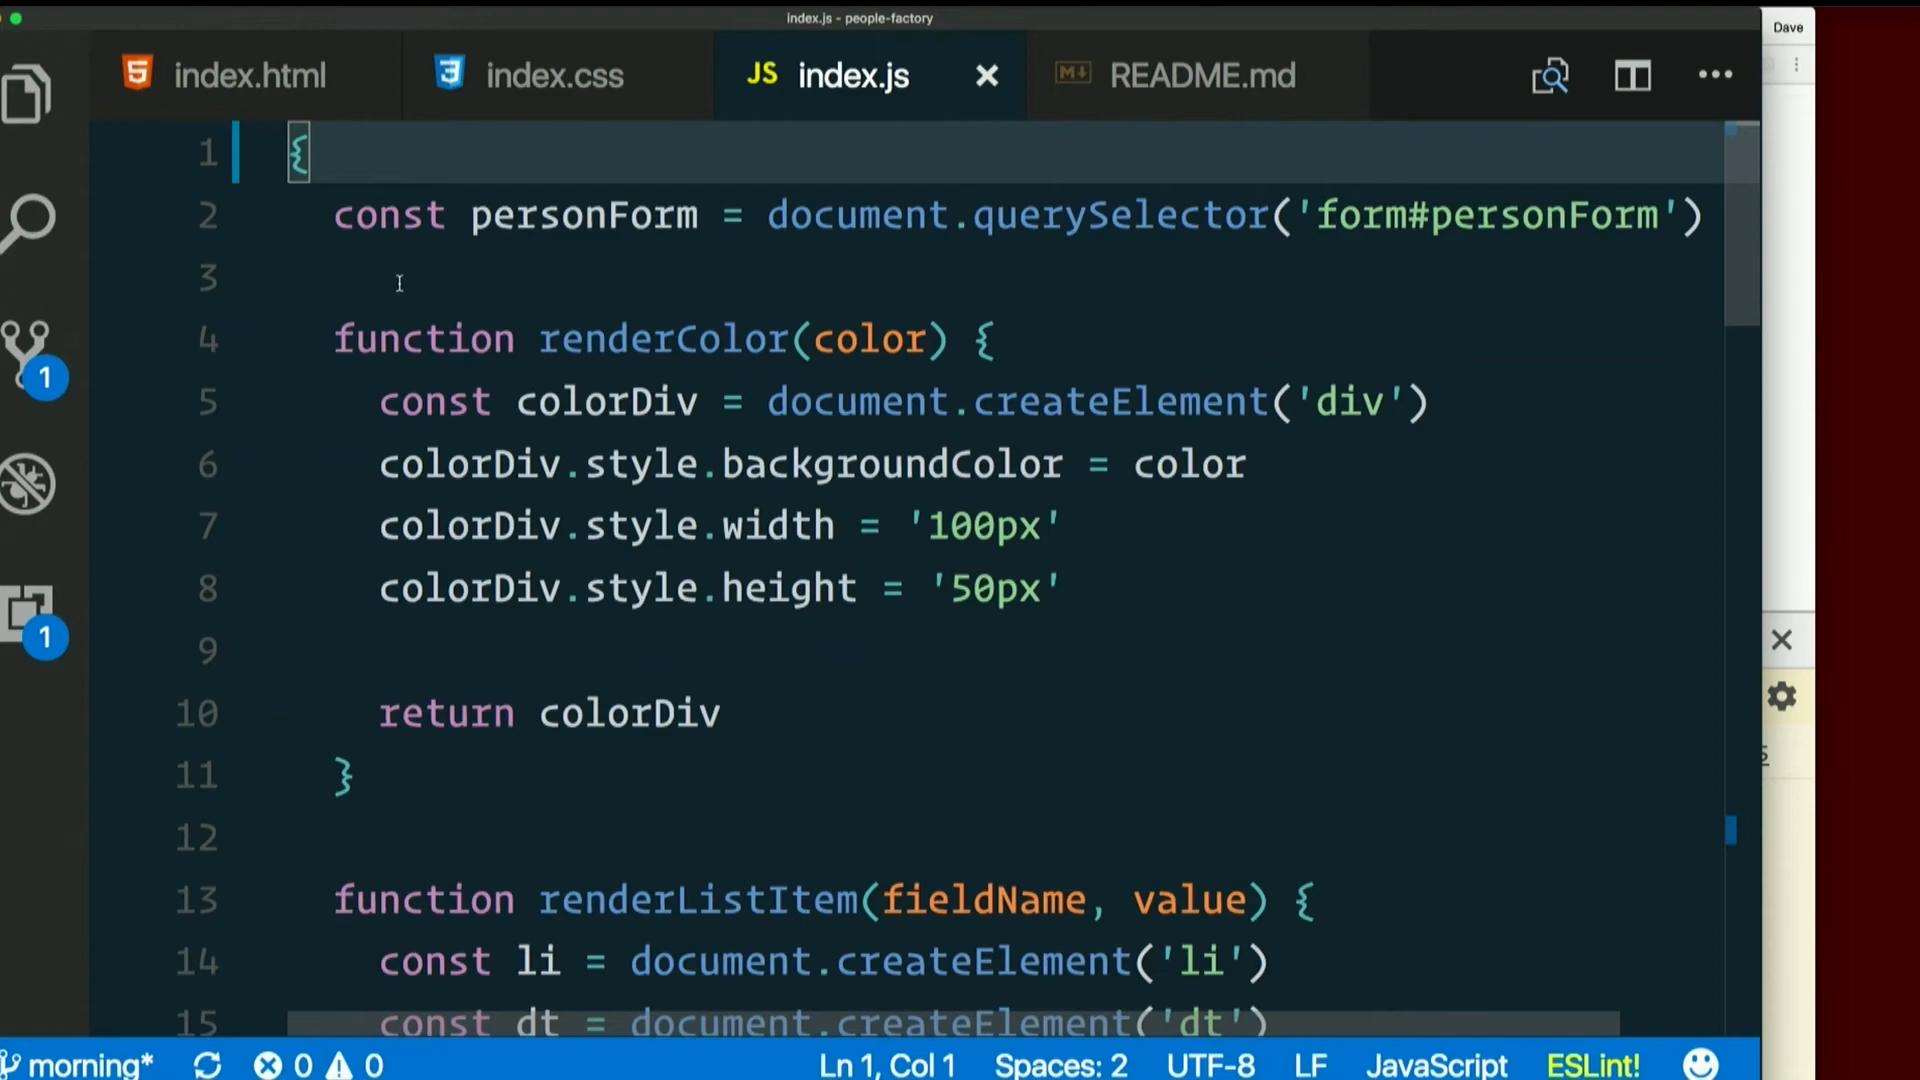 index.js - people-factory
Dave
index.html
index.css
JS index.js
README.md
1 {
2 const personForm = document.querySelector('form#personForm')
3
4 function renderColor(color) {
5 const colorDiv = document.createElement('div')
6 colorDiv.style.backgroundColor = color
7 colorDiv.style.width = '100px'
8 colorDiv.style.height = '50px'
9
10 return colorDiv
11 }
12
13 function renderListItem(fieldName, value) {
14 const li = document.createElement('li')
15 const dt = document.createElement('dt')
1
1
morning* 0 0 Ln 1, Col 1 Spaces: 2 UTF-8 LF JavaScript ESLint!